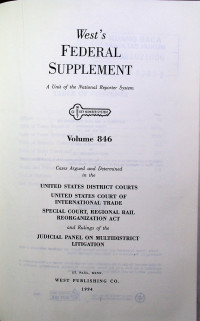 West's
FEDERAL
SUPPLEMENT
A Unit of the National Reporter System
Volume 846
Cases Argued and Determined
in the
UNITED STATES DISTRICT COURTS
UNITED STATES COURT OF
INTERNATIONAL TRADE
SPECIAL COURT, REGIONAL RAIL
REORGANIZATION ACT
and Rulings of the
JUDICIAL PANEL ON MULTIDISTRICT
LITIGATION
ST. PAUL, MINN.
WEST PUBLISHING CO.
1994